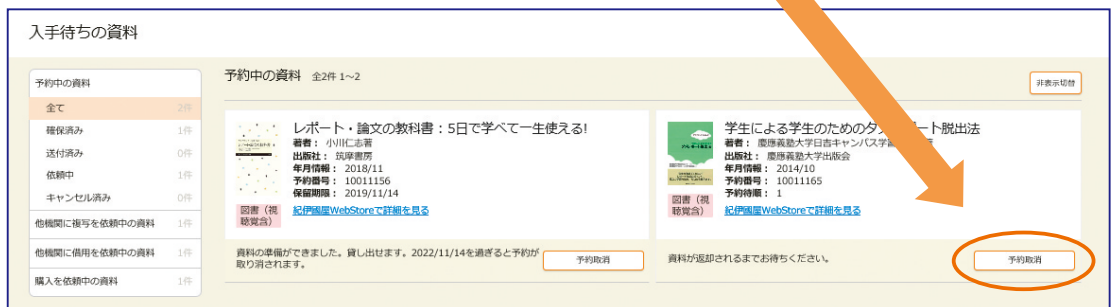 入手待ちの資料
予約中の資料
全て 2件
確保済み 1件
送付済み 0件
依頼中 1件
キャンセル済み 0件
他機関に複写を依頼中の資料 1件
他機関に借用を依頼中の資料 1件
購入を依頼中の資料 1件
予約中の資料 全2件 1~2
非表示切替
レポート・論文の教科書：5日で学べて一生使える!
著者： 小川仁志著
出版社： 筑摩書房
年月情報： 2018/11
予約番号： 10011156
保留期限： 2019/11/14
図書（視聴覚含）
紀伊國屋WebStoreで詳細を見る
資料の準備ができました。貸し出せます。2022/11/14を過ぎると予約が
取り消されます。
予約取消
学生による学生のためのダ ート脱出法
著者： 慶應義塾大学日吉キャンパス学
出版社： 慶應義塾大学出版会
年月情報： 2014/10
予約番号： 10011165
予約待順： 1
図書（視聴覚含）
紀伊國屋WebStoreで詳細を見る
資料が返却されるまでお待ちください。
予約取消